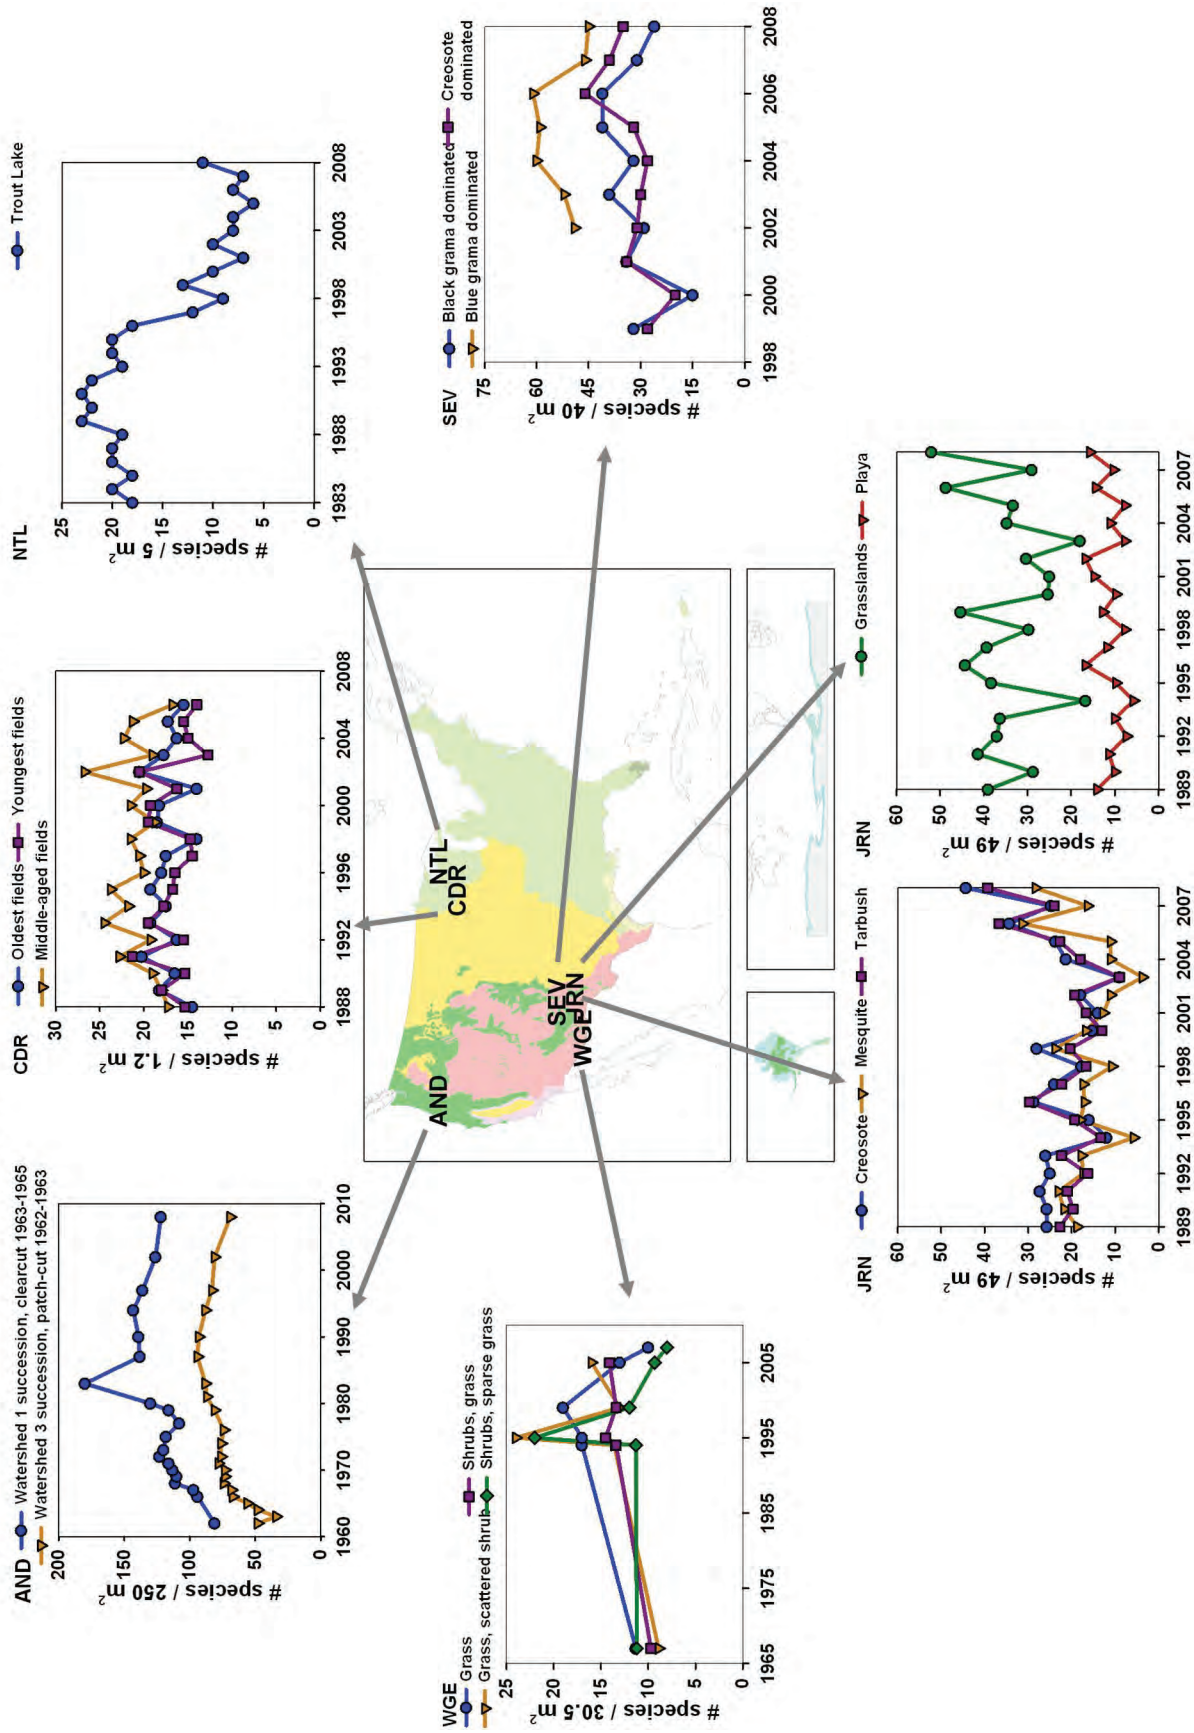 AND
Watershed 1 succession, clearcut 1963-1965
Watershed 3 succession, patch-cut 1962-1963
# species / 250 m²
200
150
100
50
0
1960
1970
1980
1990
2000
2010
CDR
Oldest fields
Youngest fields
Middle-aged fields
# species / 1.2 m²
30
25
20
15
10
5
0
1988
1992
1996
2000
2004
2008
NTL
Trout Lake
# species / 5 m²
25
20
15
10
5
0
1983
1988
1993
1998
2003
2008
AND
NTL
CDR
SEV
JRN
WGE
WGE
Grass
Shrubs, grass
Grass, scattered shrub
Shrubs, sparse grass
# species / 30.5 m²
25
20
15
10
5
0
1965
1975
1985
1995
2005
SEV
Black grama dominated
Creosote
dominated
Blue grama dominated
# species / 40 m²
75
60
45
30
15
0
1998
2000
2002
2004
2006
2008
JRN
Creosote
Mesquite
Tarbush
# species / 49 m²
60
50
40
30
20
10
0
1989
1992
1995
1998
2001
2004
2007
JRN
Grasslands
Playa
# species / 49 m²
60
50
40
30
20
10
0
1989
1992
1995
1998
2001
2004
2007